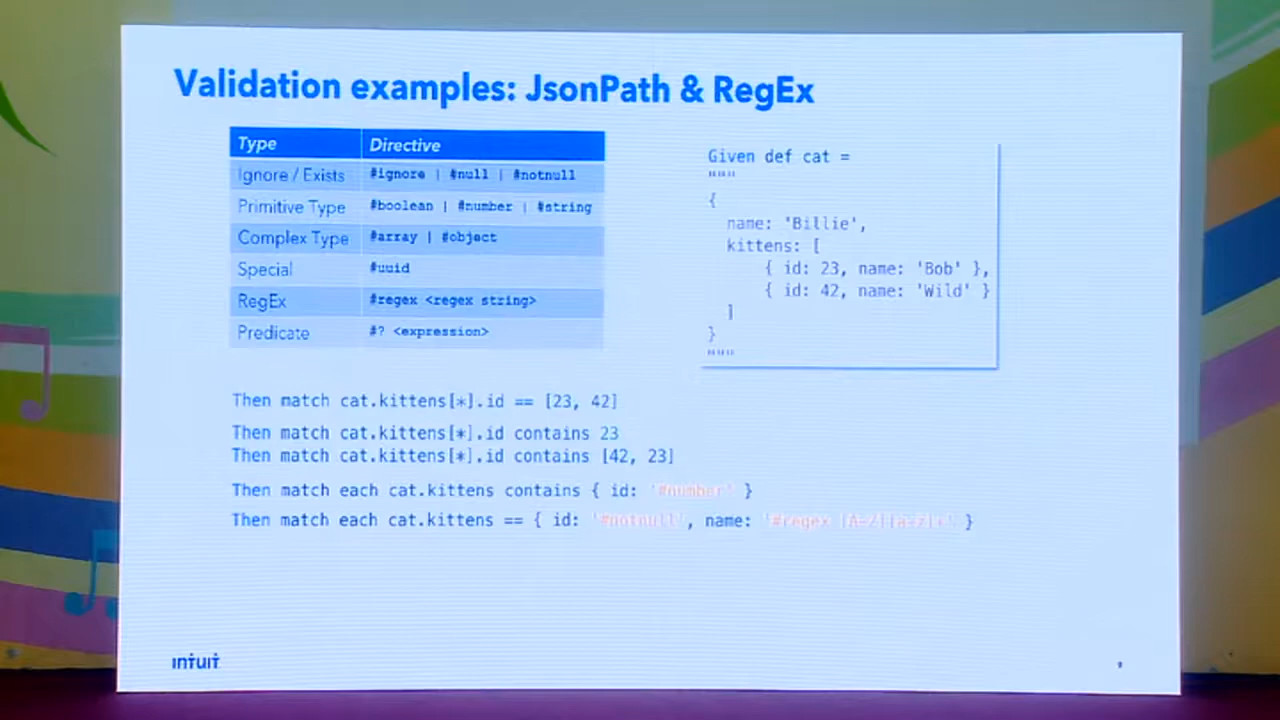 Validation examples: JsonPath & RegEx
Type Directive
Ignore / Exists #ignore | #null | #notnull
Primitive Type #boolean | #number | #string
Complex Type #array | #object
Special #uuid
RegEx #regex <regex string>
Predicate #? <expression>
Given def cat =
"""
{
name: 'Billie',
kittens: [
{ id: 23, name: 'Bob' },
{ id: 42, name: 'Wild' }
]
}
"""
Then match cat.kittens[*].id == [23, 42]
Then match cat.kittens[*].id contains 23
Then match cat.kittens[*].id contains [42, 23]
Then match each cat.kittens contains { id: '#number' }
Then match each cat.kittens == { id: '#notnull', name: '#regex }
INTUIT